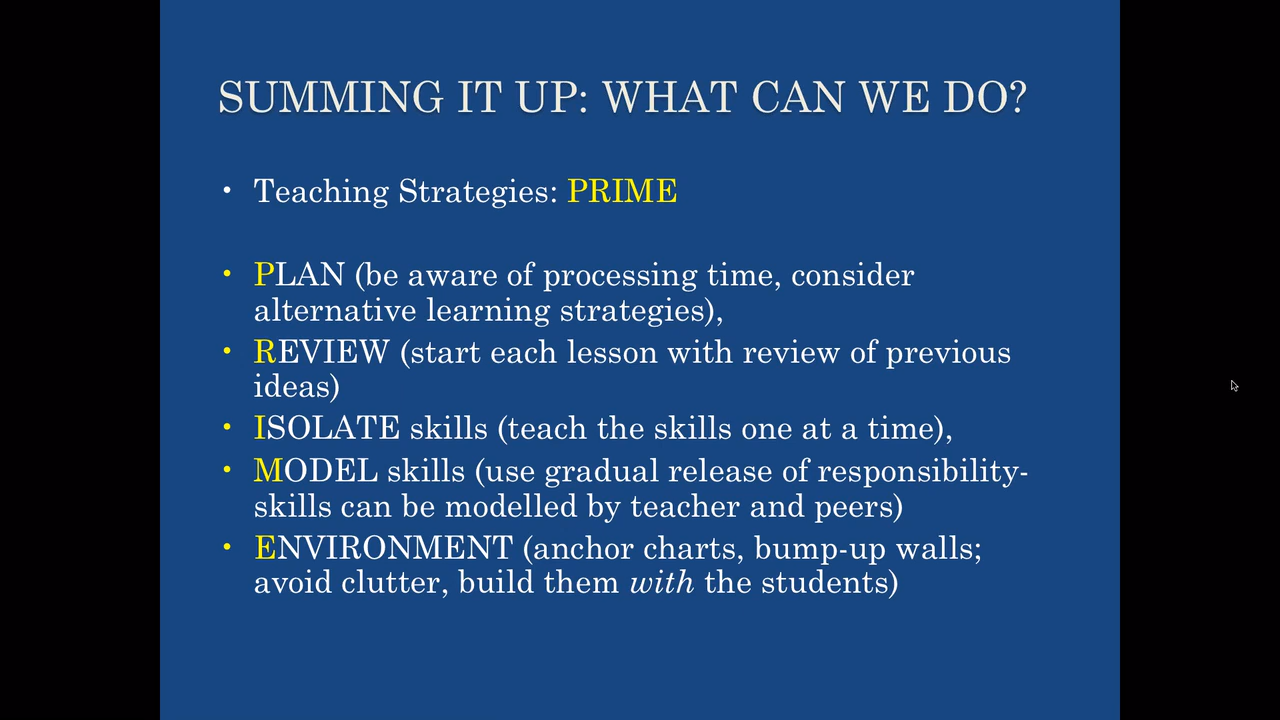 SUMMING IT UP: WHAT CAN WE DO?
• Teaching Strategies: PRIME
• PLAN (be aware of processing time, consider
alternative learning strategies),
• REVIEW (start each lesson with review of previous
ideas)
• ISOLATE skills (teach the skills one at a time),
• MODEL skills (use gradual release of responsibility-
skills can be modelled by teacher and peers)
• ENVIRONMENT (anchor charts, bump-up walls;
avoid clutter, build them with the students)